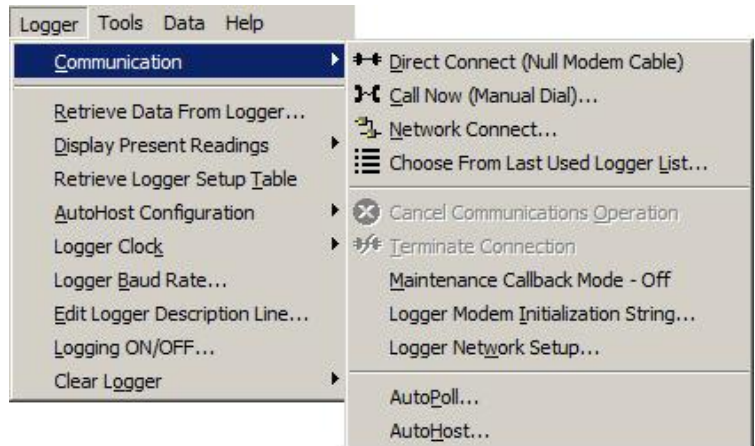 Logger Tools Data Help
Communication
Retrieve Data From Logger...
Display Present Readings
Retrieve Logger Setup Table
AutoHost Configuration
Logger Clock
Logger Baud Rate...
Edit Logger Description Line...
Logging ON/OFF...
Clear Logger
Direct Connect (Null Modem Cable)
Call Now (Manual Dial)...
Network Connect...
Choose From Last Used Logger List...
Cancel Communications Operation
Terminate Connection
Maintenance Callback Mode - Off
Logger Modem Initialization String...
Logger Network Setup...
AutoPoll...
AutoHost...